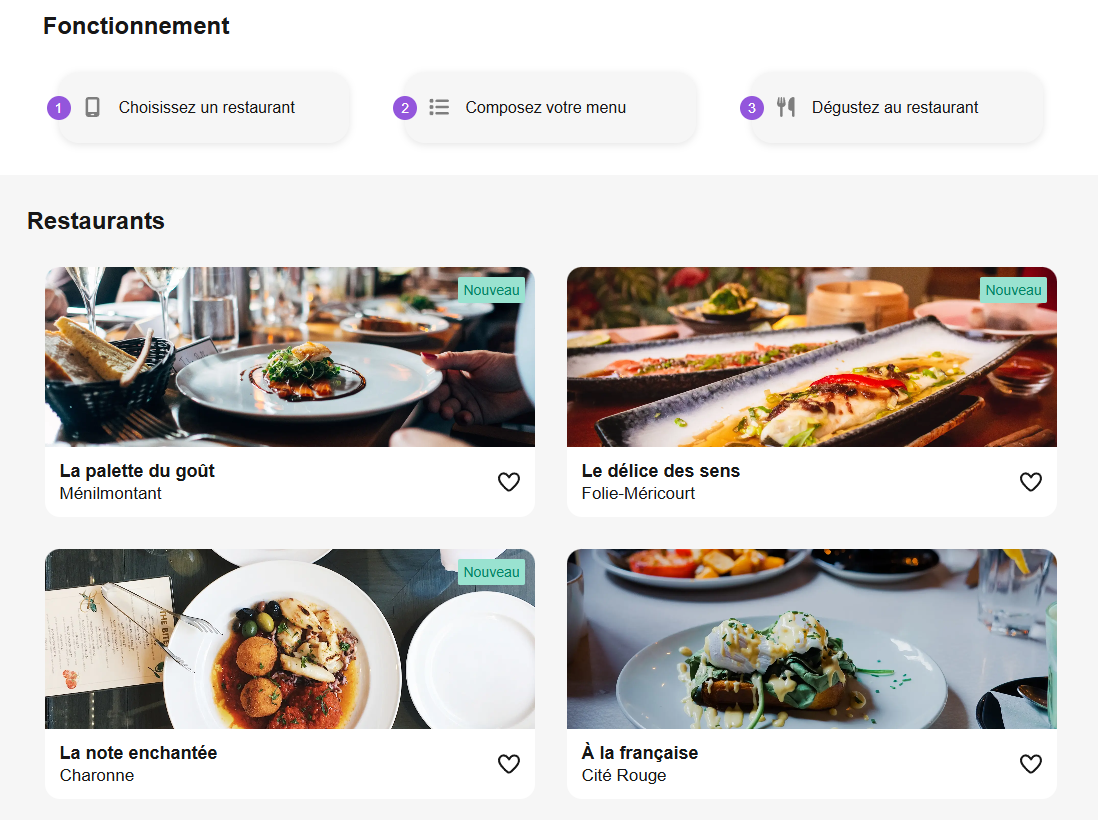 Fonctionnement
1 Choisissez un restaurant
2 Composez votre menu
3 Dégustez au restaurant
Restaurants
Nouveau
La palette du goût
Ménilmontant
Nouveau
Le délice des sens
Folie-Méricourt
Nouveau
La note enchantée
Charonne
À la française
Cité Rouge